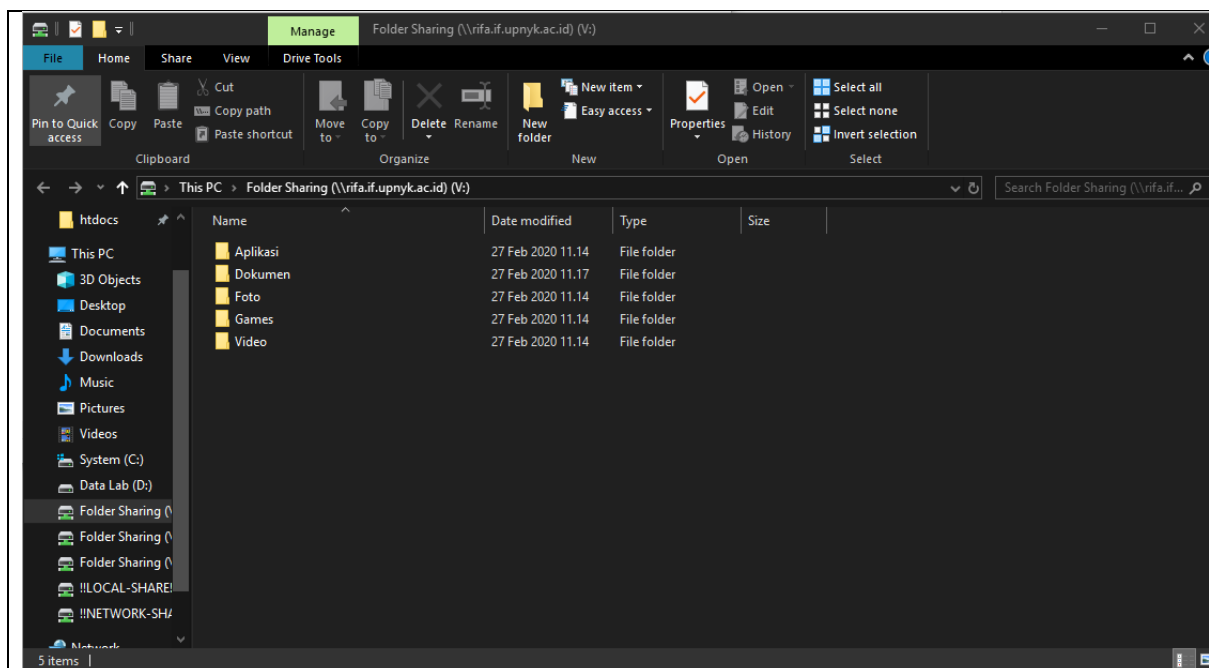 Manage
Folder Sharing (\\rifa.if.upnyk.ac.id) (V:)
File Home Share View Drive Tools
Pin to Quick access
Copy
Paste
Cut
Copy path
Paste shortcut
Clipboard
Move to
Copy to
Delete
Rename
Organize
New folder
New item
Easy access
New
Properties
Open
Edit
History
Open
Select all
Select none
Invert selection
Select
This PC > Folder Sharing (\\rifa.if.upnyk.ac.id) (V:)
Search Folder Sharing (\\rifa.if...
htdocs
This PC
3D Objects
Desktop
Documents
Downloads
Music
Pictures
Videos
System (C:)
Data Lab (D:)
Folder Sharing (\
Folder Sharing (\
Folder Sharing (\
!!LOCAL-SHARE!
!!NETWORK-SHA
Network
Name Date modified Type Size
Aplikasi 27 Feb 2020 11.14 File folder
Dokumen 27 Feb 2020 11.17 File folder
Foto 27 Feb 2020 11.14 File folder
Games 27 Feb 2020 11.14 File folder
Video 27 Feb 2020 11.14 File folder
5 items